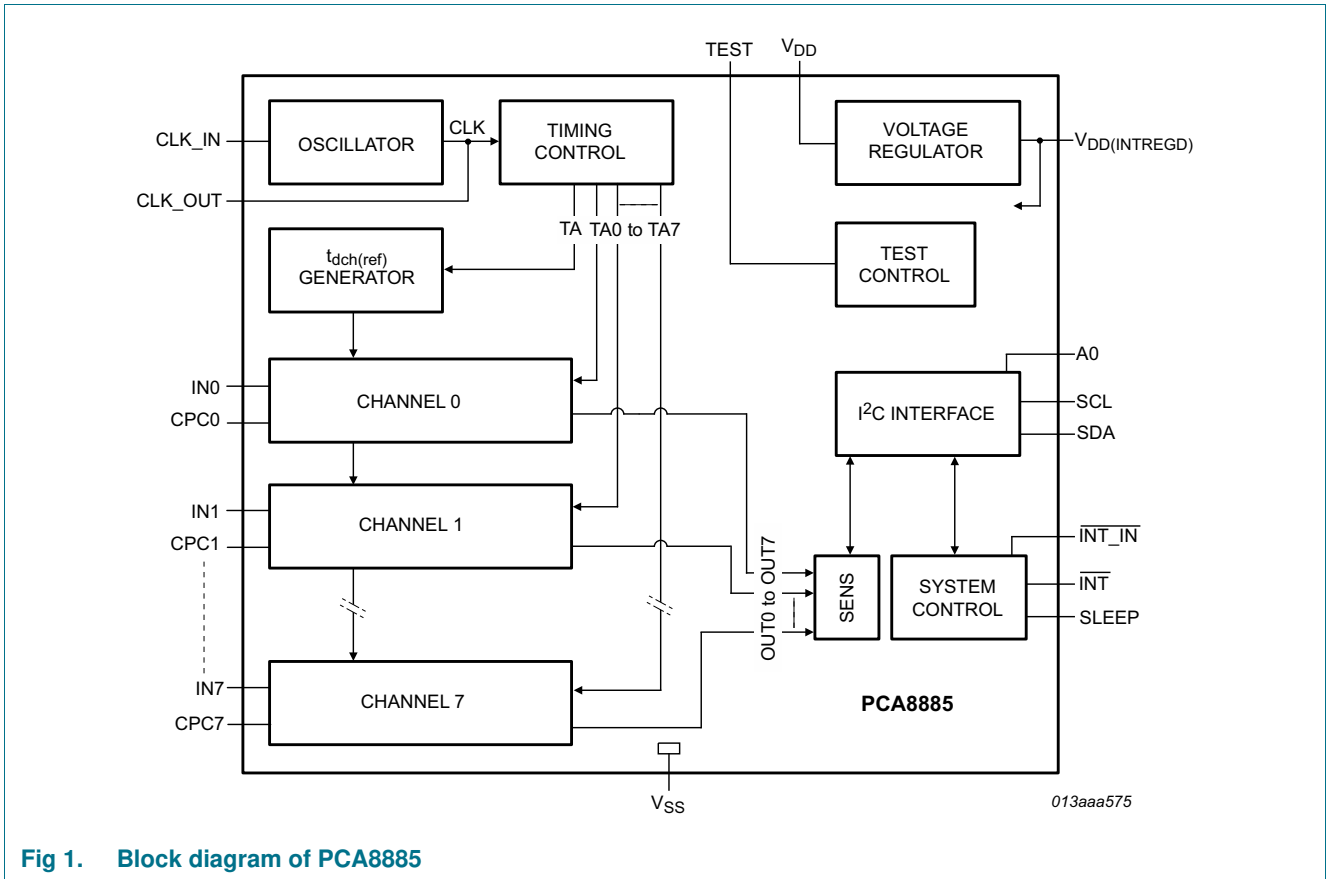 TEST
VDD
CLK_IN
OSCILLATOR
CLK
TIMING
CONTROL
VOLTAGE
REGULATOR
VDD(INTREGD)
CLK_OUT
TA
TA0 to TA7
tdch(ref)
GENERATOR
TEST
CONTROL
IN0
CPC0
CHANNEL 0
A0
I2C INTERFACE
SCL
SDA
IN1
CPC1
CHANNEL 1
OUT0 to OUT7
SENS
SYSTEM
CONTROL
INT_IN
INT
SLEEP
IN7
CPC7
CHANNEL 7
PCA8885
VSS
013aaa575
Fig 1. Block diagram of PCA8885